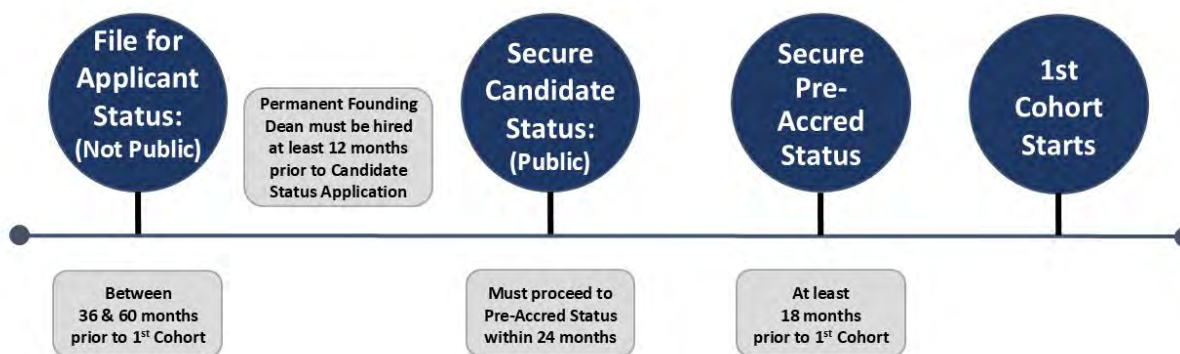 File for
Applicant
Status:
(Not Public)
Permanent Founding
Dean must be hired
at least 12 months
prior to Candidate
Status Application
Secure
Candidate
Status:
(Public)
Secure
Pre-
Accred
Status
1st
Cohort
Starts
Between
36 & 60 months
prior to 1st Cohort
Must proceed to
Pre-Accred Status
within 24 months
At least
18 months
prior to 1st Cohort